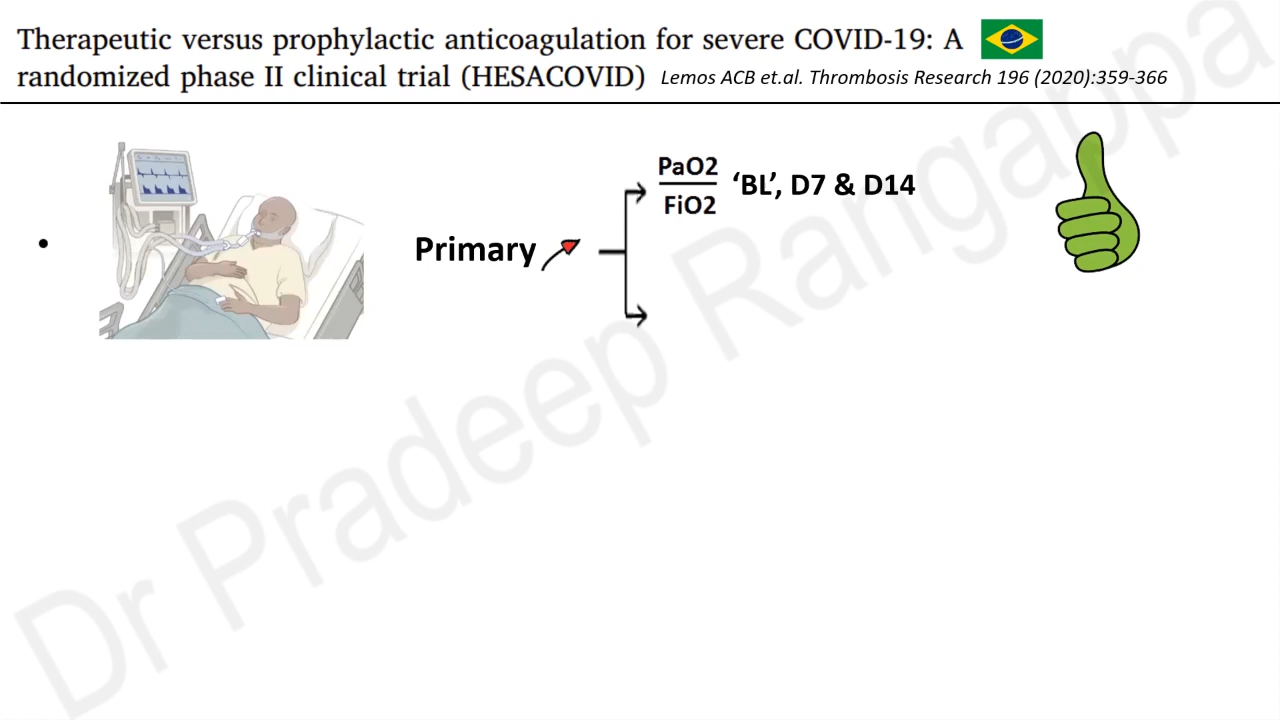 Therapeutic versus prophylactic anticoagulation for severe COVID-19: A
randomized phase II clinical trial (HESACOVID) Lemos ACB et.al. Thrombosis Research 196 (2020):359-366
PaO2
FiO2
‘BL’, D7 & D14
Primary
Dr Pradeep Rangappa